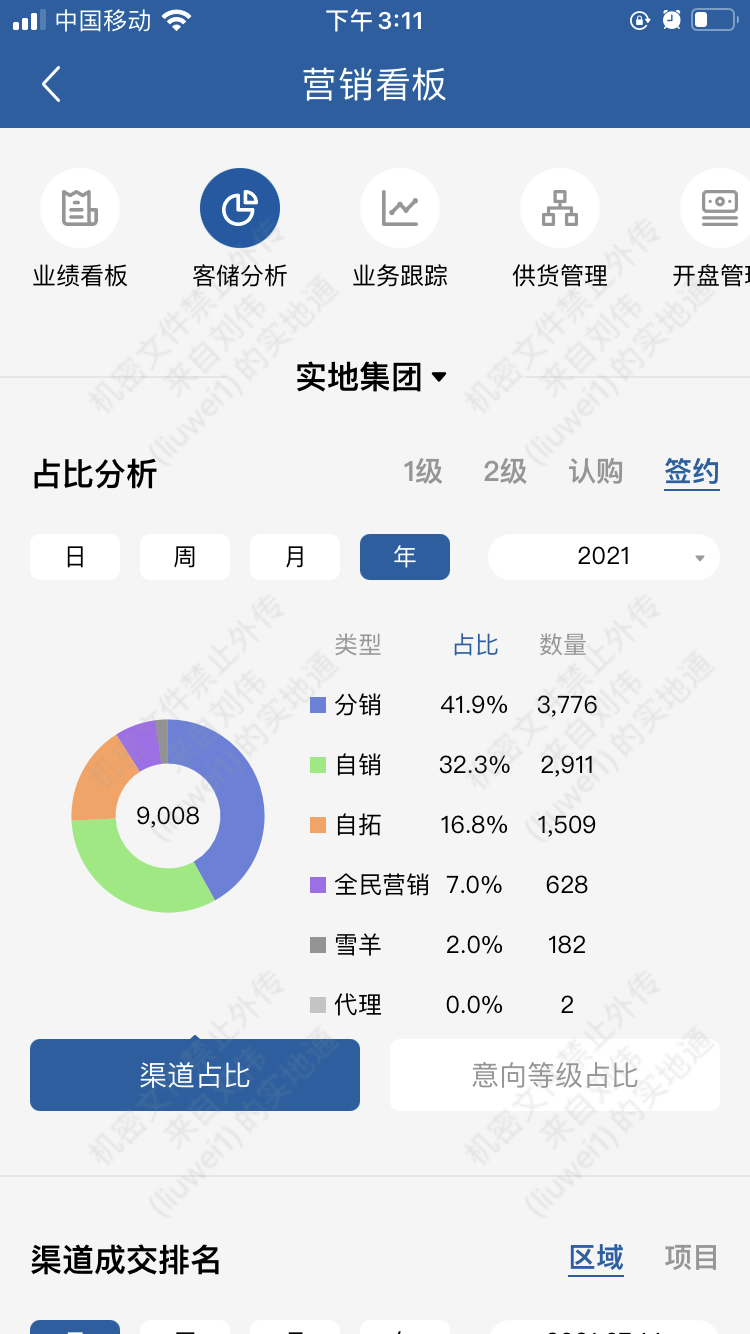 中国移动 下午3:11
营销看板
业绩看板 客储分析 业务跟踪 供货管理 开盘管理
实地集团
占比分析 1级 2级 认购 签约
日 周 月 年 2021
类型 占比 数量
分销 41.9% 3,776
自销 32.3% 2,911
9,008
自拓 16.8% 1,509
全民营销 7.0% 628
雪羊 2.0% 182
代理 0.0% 2
渠道占比 意向等级占比
渠道成交排名 区域 项目
机密文件禁止外传
来自刘伟
(liuwei1)的实地通